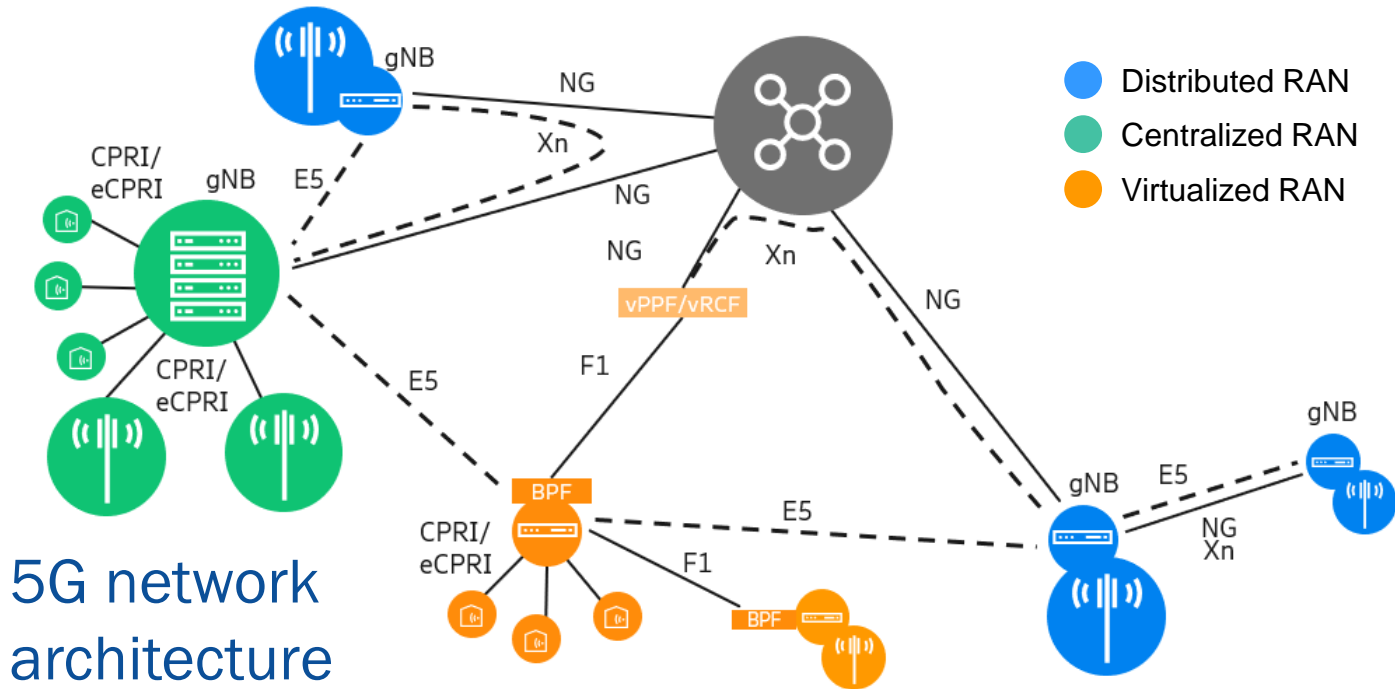 gNB
NG
Distributed RAN
Centralized RAN
Virtualized RAN
Xn
CPRI/
eCPRI
gNB
E5
NG
NG
Xn
vPPF/vRCF
NG
F1
CPRI/
eCPRI
E5
gNB
BPF
gNB
E5
E5
NG
Xn
CPRI/
eCPRI
F1
BPF
5G network
architecture